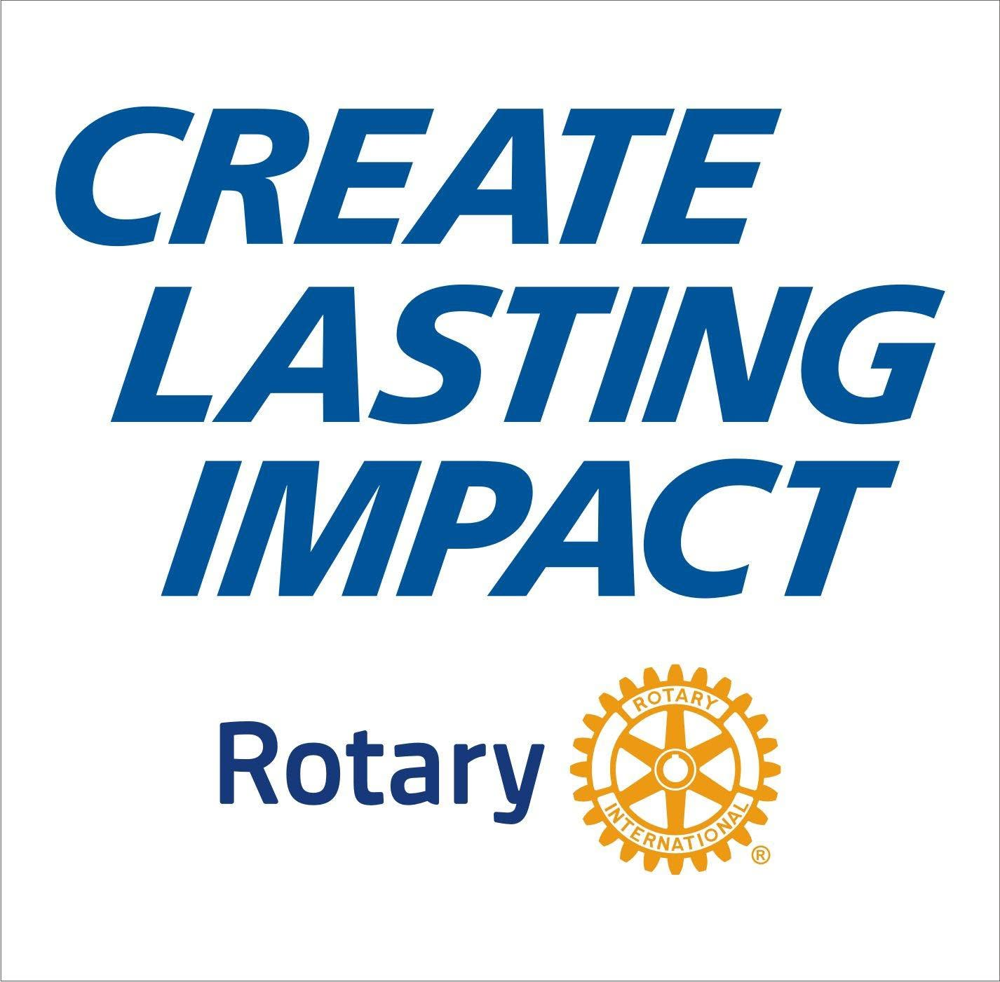 CREATE
LASTING
IMPACT
Rotary
ROTARY
INTERNATIONAL
®